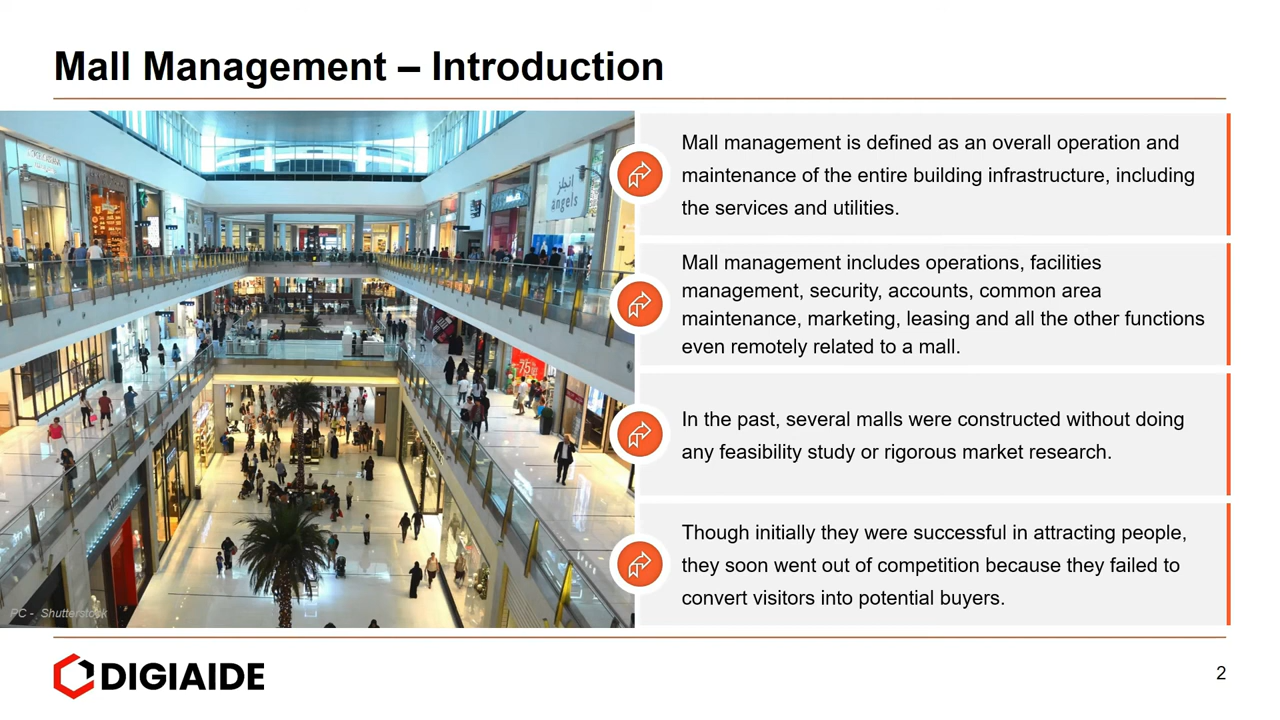 Mall Management – Introduction
Mall management is defined as an overall operation and
maintenance of the entire building infrastructure, including
the services and utilities.
Mall management includes operations, facilities
management, security, accounts, common area
maintenance, marketing, leasing and all the other functions
even remotely related to a mall.
In the past, several malls were constructed without doing
any feasibility study or rigorous market research.
Though initially they were successful in attracting people,
they soon went out of competition because they failed to
convert visitors into potential buyers.
أنجلز
angels
-75
PC - Shutterstock
DIGIAIDE
2